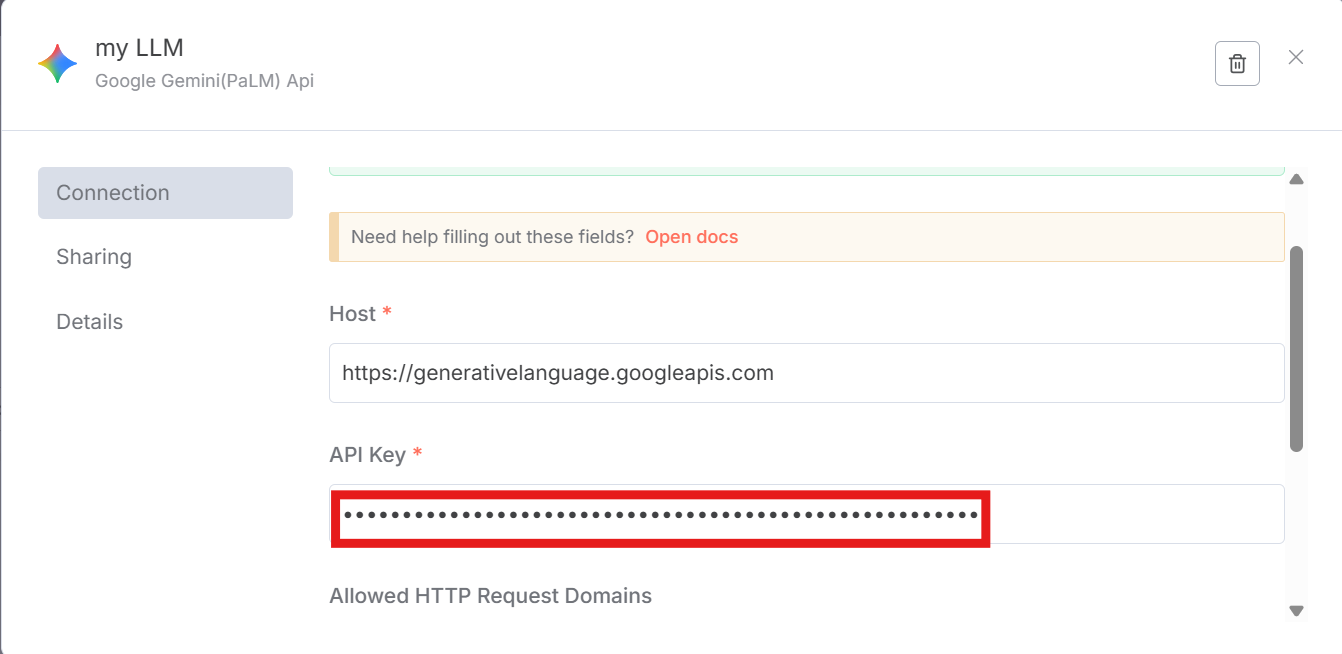 my LLM
Google Gemini(PaLM) Api
Connection
Sharing
Details
Need help filling out these fields? Open docs
Host *
https://generativelanguage.googleapis.com
API Key *
••••••••••••••••••••••••••••••••••••••••••••••••••••••
Allowed HTTP Request Domains